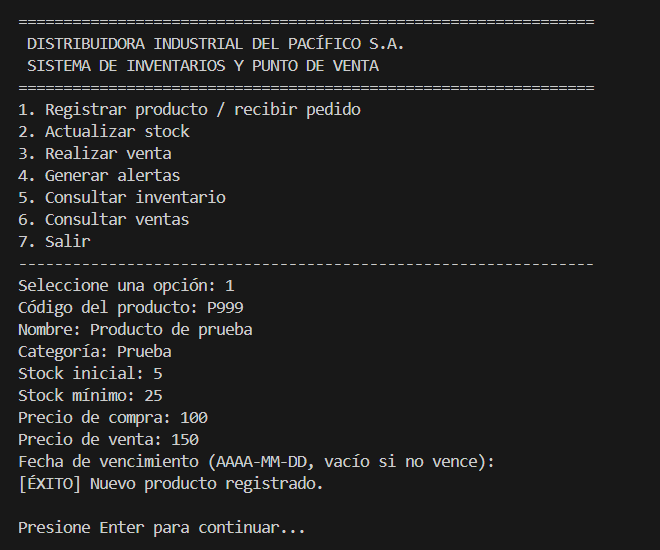 ================================================================
DISTRIBUIDORA INDUSTRIAL DEL PACÍFICO S.A.
SISTEMA DE INVENTARIOS Y PUNTO DE VENTA
================================================================
1. Registrar producto / recibir pedido
2. Actualizar stock
3. Realizar venta
4. Generar alertas
5. Consultar inventario
6. Consultar ventas
7. Salir
----------------------------------------------------------------
Seleccione una opción: 1
Código del producto: P999
Nombre: Producto de prueba
Categoría: Prueba
Stock inicial: 5
Stock mínimo: 25
Precio de compra: 100
Precio de venta: 150
Fecha de vencimiento (AAAA-MM-DD, vacío si no vence):
[ÉXITO] Nuevo producto registrado.
Presione Enter para continuar...